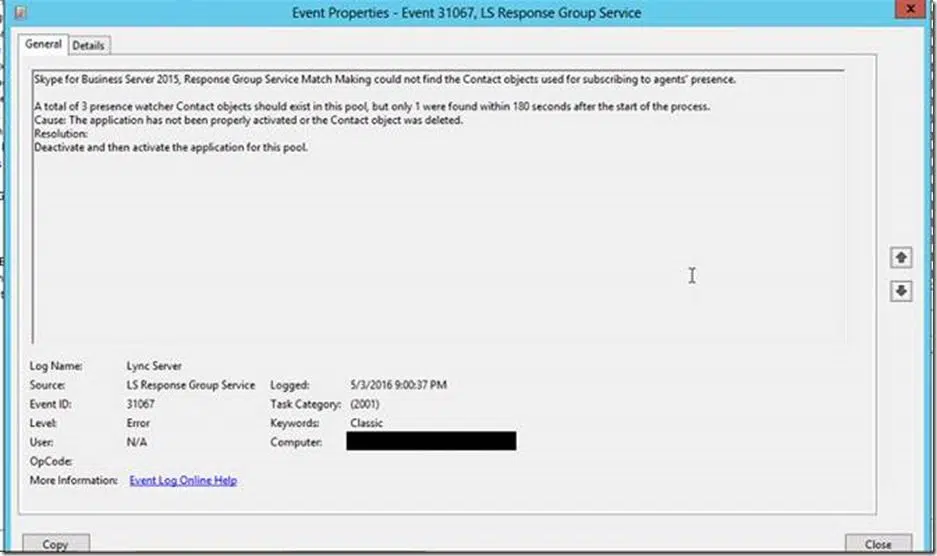 Event Properties - Event 31067, LS Response Group Service
x
General Details
Skype for Business Server 2015, Response Group Service Match Making could not find the Contact objects used for subscribing to agents' presence.
A total of 3 presence watcher Contact objects should exist in this pool, but only 1 were found within 180 seconds after the start of the process.
Cause: The application has not been properly activated or the Contact object was deleted.
Resolution:
Deactivate and then activate the application for this pool.
Log Name: Lync Server
Source: LS Response Group Service Logged: 5/3/2016 9:00:37 PM
Event ID: 31067 Task Category: (2001)
Level: Error Keywords: Classic
User: N/A Computer:
OpCode:
More Information: Event Log Online Help
Copy Close